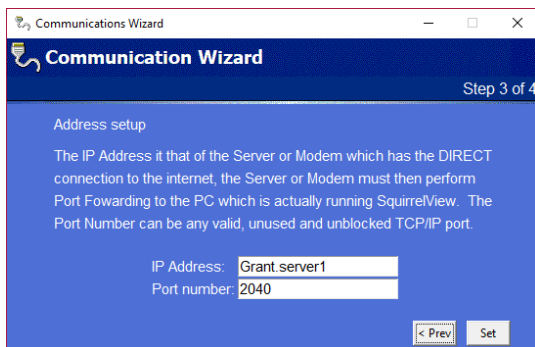 Communications Wizard
Communication Wizard
Step 3 of 4
Address setup
The IP Address it that of the Server or Modem which has the DIRECT
connection to the internet, the Server or Modem must then perform
Port Fowarding to the PC which is actually running SquirrelView. The
Port Number can be any valid, unused and unblocked TCP/IP port.
IP Address: Grant.server1
Port number: 2040
< Prev Set